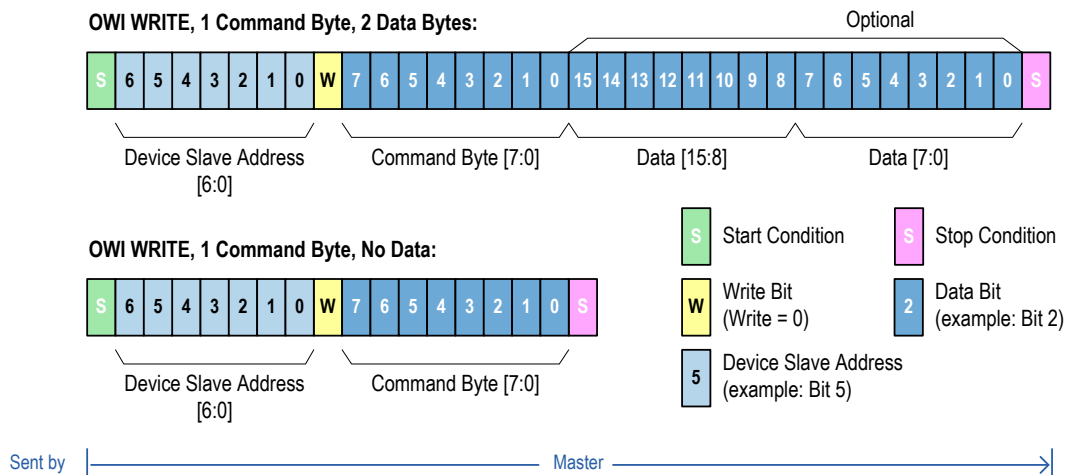 OWI WRITE, 1 Command Byte, 2 Data Bytes:
Optional
S 6 5 4 3 2 1 0 W 7 6 5 4 3 2 1 0 15 14 13 12 11 10 9 8 7 6 5 4 3 2 1 0 S
Device Slave Address
[6:0]
Command Byte [7:0]
Data [15:8]
Data [7:0]
OWI WRITE, 1 Command Byte, No Data:
S 6 5 4 3 2 1 0 W 7 6 5 4 3 2 1 0 S
Device Slave Address
[6:0]
Command Byte [7:0]
S Start Condition
S Stop Condition
W Write Bit
(Write = 0)
2 Data Bit
(example: Bit 2)
5 Device Slave Address
(example: Bit 5)
Sent by
Master